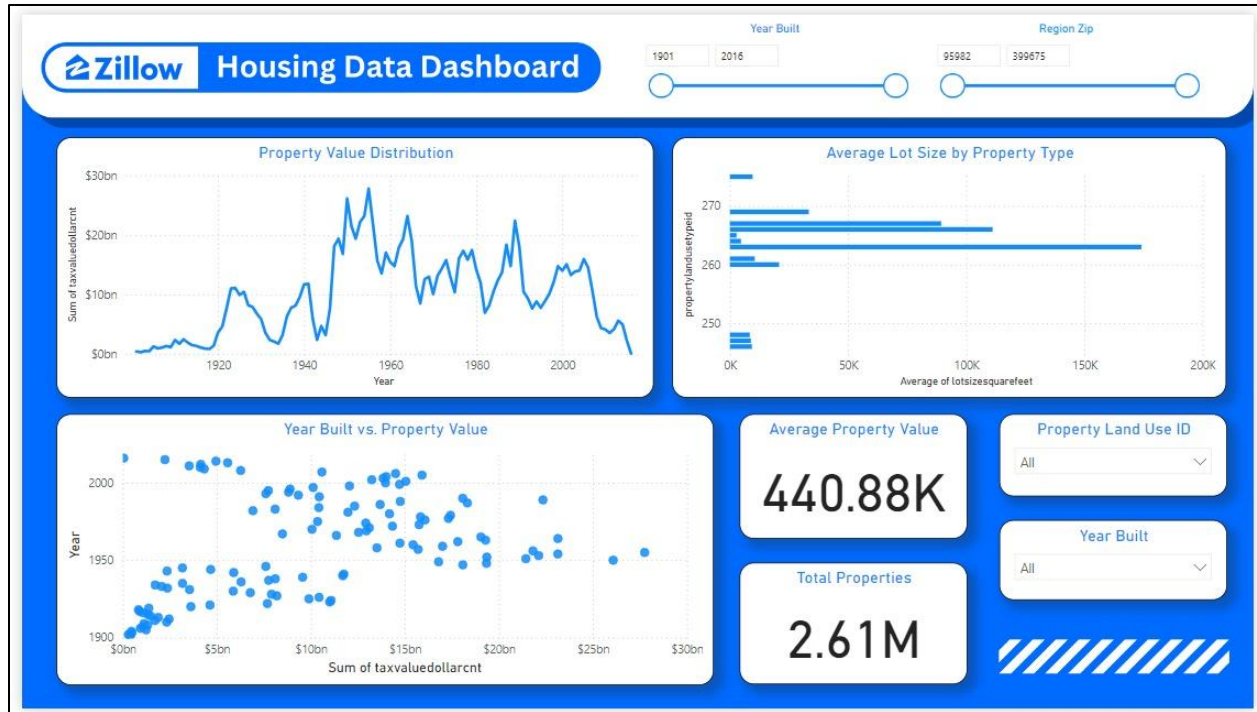 Zillow Housing Data Dashboard
Year Built
1901 2016
Region Zip
95982 399675
Property Value Distribution
Sum of taxvaluedollarcnt
$30bn
$20bn
$10bn
$0bn
1920 1940 1960 1980 2000
Year
Average Lot Size by Property Type
propertylandusetypeid
270
260
250
0K 50K 100K 150K 200K
Average of lotsizesquarefeet
Year Built vs. Property Value
Year
2000
1950
1900
$0bn $5bn $10bn $15bn $20bn $25bn $30bn
Sum of taxvaluedollarcnt
Average Property Value
440.88K
Total Properties
2.61M
Property Land Use ID
All
Year Built
All